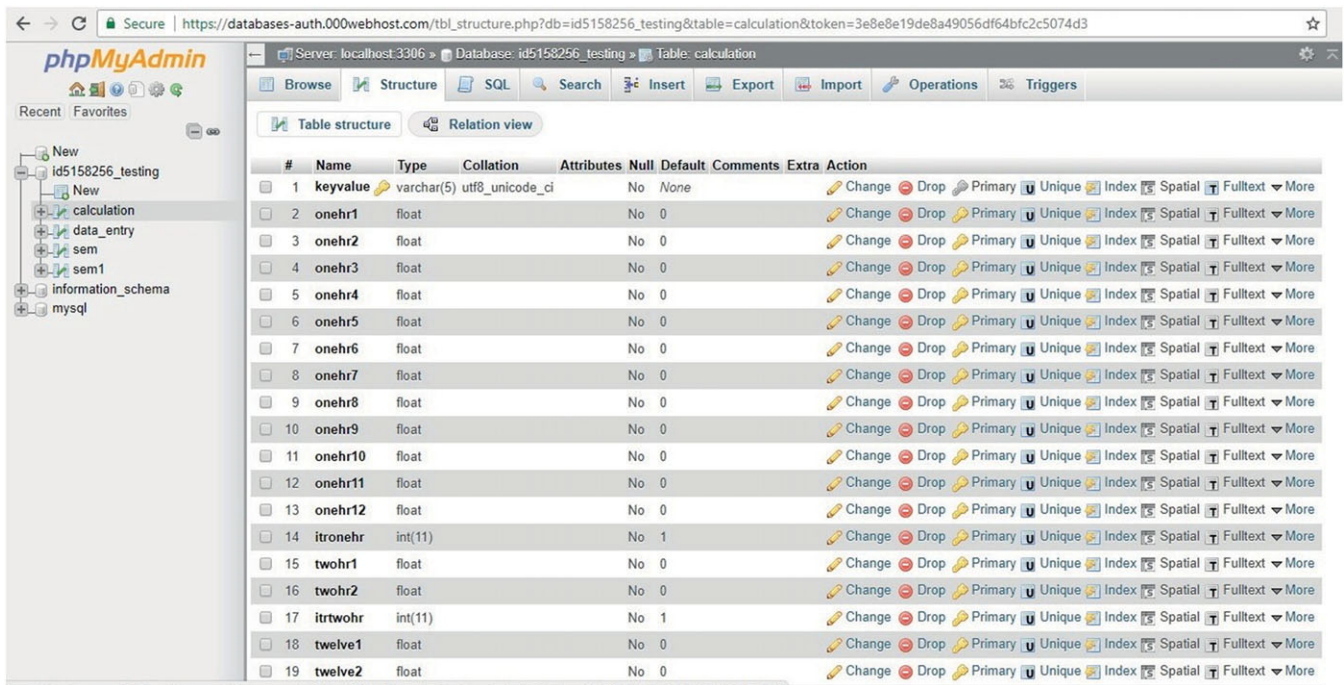 Secure | https://databases-auth.000webhost.com/tbl_structure.php?db=id5158256_testing&table=calculation&token=3e8e8e19de8a49056df64bfc2c5074d3
phpMyAdmin
Recent Favorites
New
id5158256_testing
New
calculation
data_entry
sem
sem1
information_schema
mysql
Server: localhost:3306 » Database: id5158256_testing » Table: calculation
Browse Structure SQL Search Insert Export Import Operations Triggers
Table structure Relation view
# Name Type Collation Attributes Null Default Comments Extra Action
1 keyvalue varchar(5) utf8_unicode_ci No None Change Drop Primary U Unique Index S Spatial T Fulltext More
2 onehr1 float No 0 Change Drop Primary U Unique Index S Spatial T Fulltext More
3 onehr2 float No 0 Change Drop Primary U Unique Index S Spatial T Fulltext More
4 onehr3 float No 0 Change Drop Primary U Unique Index S Spatial T Fulltext More
5 onehr4 float No 0 Change Drop Primary U Unique Index S Spatial T Fulltext More
6 onehr5 float No 0 Change Drop Primary U Unique Index S Spatial T Fulltext More
7 onehr6 float No 0 Change Drop Primary U Unique Index S Spatial T Fulltext More
8 onehr7 float No 0 Change Drop Primary U Unique Index S Spatial T Fulltext More
9 onehr8 float No 0 Change Drop Primary U Unique Index S Spatial T Fulltext More
10 onehr9 float No 0 Change Drop Primary U Unique Index S Spatial T Fulltext More
11 onehr10 float No 0 Change Drop Primary U Unique Index S Spatial T Fulltext More
12 onehr11 float No 0 Change Drop Primary U Unique Index S Spatial T Fulltext More
13 onehr12 float No 0 Change Drop Primary U Unique Index S Spatial T Fulltext More
14 itronehr int(11) No 1 Change Drop Primary U Unique Index S Spatial T Fulltext More
15 twohr1 float No 0 Change Drop Primary U Unique Index S Spatial T Fulltext More
16 twohr2 float No 0 Change Drop Primary U Unique Index S Spatial T Fulltext More
17 itrtwohr int(11) No 1 Change Drop Primary U Unique Index S Spatial T Fulltext More
18 twelve1 float No 0 Change Drop Primary U Unique Index S Spatial T Fulltext More
19 twelve2 float No 0 Change Drop Primary U Unique Index S Spatial T Fulltext More